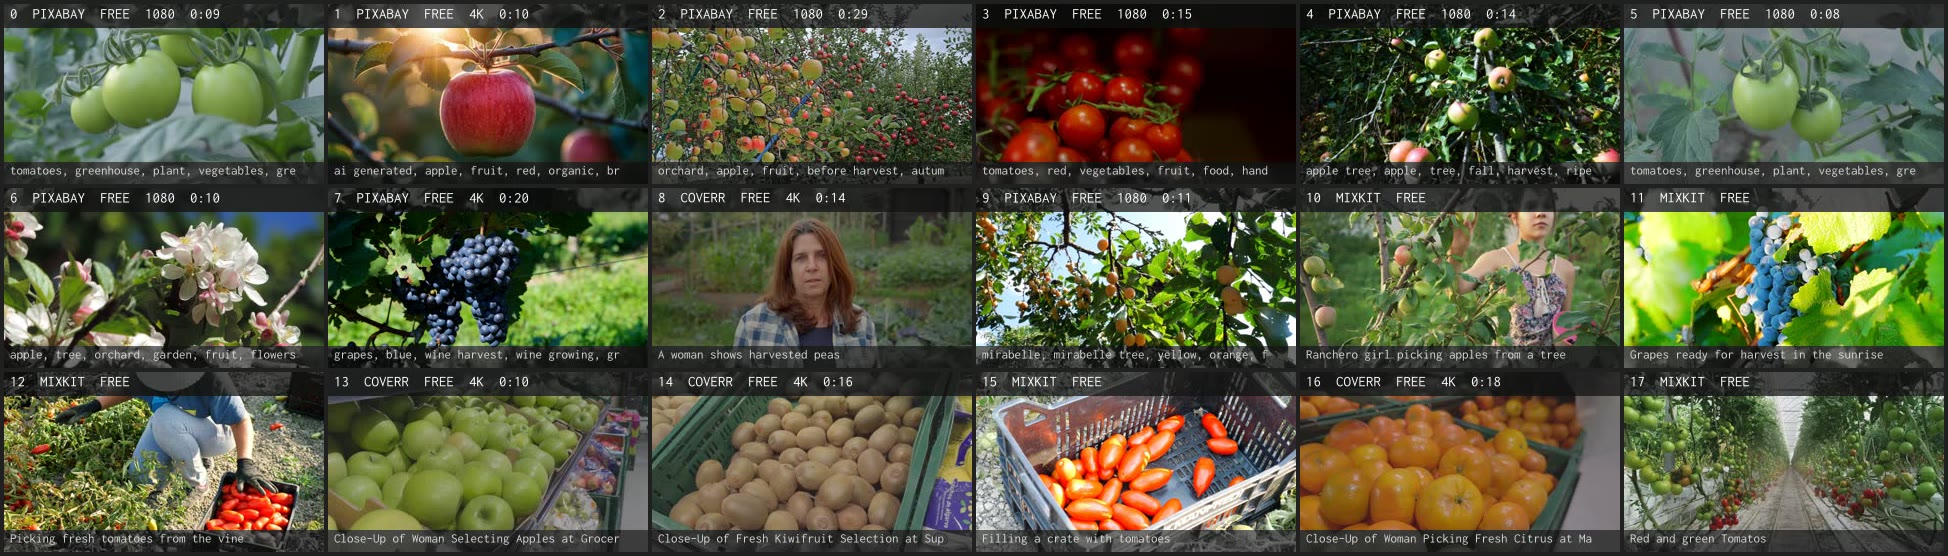 0 PIXABAY FREE 1080 0:09
tomatoes, greenhouse, plant, vegetables, gre
1 PIXABAY FREE 4K 0:10
ai generated, apple, fruit, red, organic, br
2 PIXABAY FREE 1080 0:29
orchard, apple, fruit, before harvest, autum
3 PIXABAY FREE 1080 0:15
tomatoes, red, vegetables, fruit, food, hand
4 PIXABAY FREE 1080 0:14
apple tree, apple, tree, fall, harvest, ripe
5 PIXABAY FREE 1080 0:08
tomatoes, greenhouse, plant, vegetables, gre
6 PIXABAY FREE 1080 0:10
apple, tree, orchard, garden, fruit, flowers
7 PIXABAY FREE 4K 0:20
grapes, blue, wine harvest, wine growing, gr
8 COVERR FREE 4K 0:14
A woman shows harvested peas
9 PIXABAY FREE 1080 0:11
mirabelle, mirabelle tree, yellow, orange, f
10 MIXKIT FREE
Ranchero girl picking apples from a tree
11 MIXKIT FREE
Grapes ready for harvest in the sunrise
12 MIXKIT FREE
Picking fresh tomatoes from the vine
13 COVERR FREE 4K 0:10
Close-Up of Woman Selecting Apples at Grocer
14 COVERR FREE 4K 0:16
Close-Up of Fresh Kiwifruit Selection at Sup
15 MIXKIT FREE
Filling a crate with tomatoes
16 COVERR FREE 4K 0:18
Close-Up of Woman Picking Fresh Citrus at Ma
17 MIXKIT FREE
Red and green Tomatos